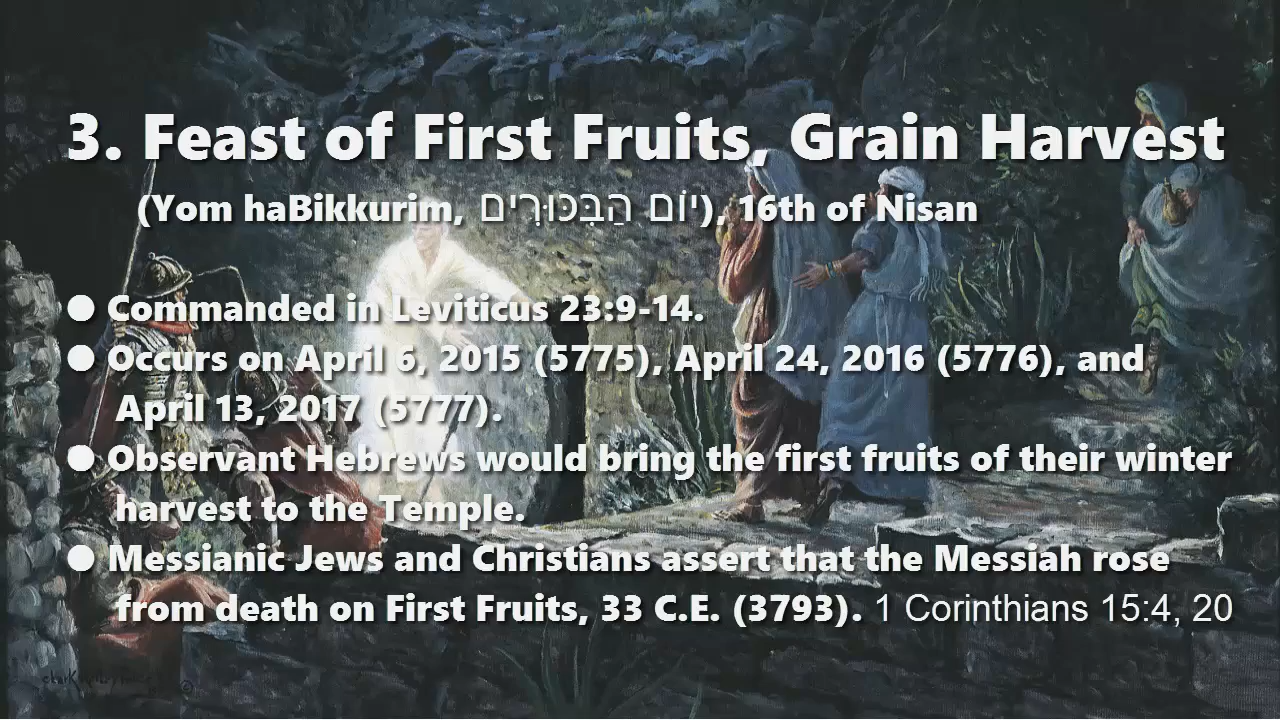 3. Feast of First Fruits, Grain Harvest
(Yom haBikkurim, יוֹם הַבִּכּוּרִים), 16th of Nisan
● Commanded in Leviticus 23:9-14.
● Occurs on April 6, 2015 (5775), April 24, 2016 (5776), and
April 13, 2017 (5777).
● Observant Hebrews would bring the first fruits of their winter
harvest to the Temple.
● Messianic Jews and Christians assert that the Messiah rose
from death on First Fruits, 33 C.E. (3793). 1 Corinthians 15:4, 20